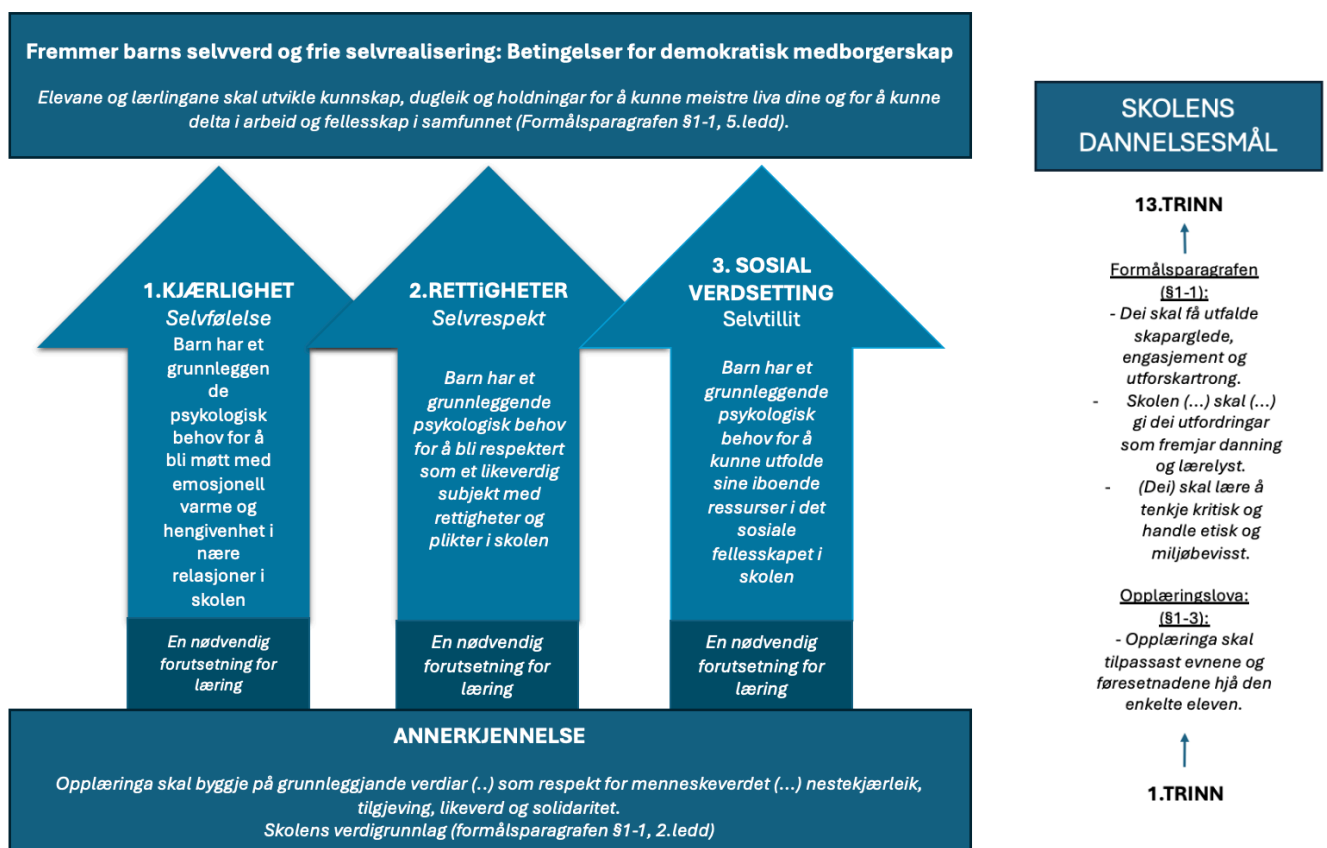 Fremmer barns selvverd og frie selvrealisering: Betingelser for demokratisk medborgerskap
Elevane og lærlingane skal utvikle kunnskap, dugleik og holdningar for å kunne meistre liva dine og for å kunne
delta i arbeid og fellesskap i samfunnet (Formålsparagrafen §1-1, 5.ledd).
1.KJÆRLIGHET
Selvfølelse
Barn har et
grunnleggen
de
psykologisk
behov for å
bli møtt med
emosjonell
varme og
hengivenhet i
nære
relasjoner i
skolen
En nødvendig
forutsetning for
læring
2.RETTiGHETER
Selvrespekt
Barn har et
grunnleggende
psykologisk behov
for å bli respektert
som et likeverdig
subjekt med
rettigheter og
plikter i skolen
En nødvendig
forutsetning for
læring
3. SOSIAL
VERDSETTING
Selvtillit
Barn har et
grunnleggende
psykologisk
behov for å
kunne utfolde
sine iboende
ressurser i det
sosiale
fellesskapet i
skolen
En nødvendig
forutsetning for
læring
ANNERKJENNELSE
Opplæringa skal byggje på grunnleggjande verdiar (..) som respekt for menneskeverdet (...) nestekjærleik,
tilgjeving, likeverd og solidaritet.
Skolens verdigrunnlag (formålsparagrafen §1-1, 2.ledd)
SKOLENS
DANNELSESMÅL
13.TRINN
Formålsparagrafen
(§1-1):
- Dei skal få utfalde
skaparglede,
engasjement og
utforskartrong.
- Skolen (...) skal (...)
gi dei utfordringar
som fremjar danning
og lærelyst.
- (Dei) skal lære å
tenkje kritisk og
handle etisk og
miljøbevisst.
Opplæringslova:
(§1-3):
- Opplæringa skal
tilpassast evnene og
føresetnadene hjå den
enkelte eleven.
1.TRINN